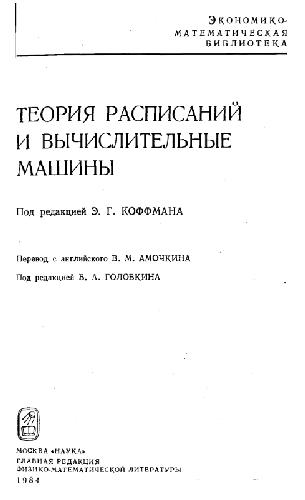 ЭКОНОМИКО-
МАТЕМАТИЧЕСКАЯ
БИБЛИОТЕКА
ТЕОРИЯ РАСПИСАНИЙ
И ВЫЧИСЛИТЕЛЬНЫЕ
МАШИНЫ
Под редакцией Э. Г. КОФФМАНА
Перевод с английского В. М. АМОЧКИНА
Под редакцией Б. А. ГОЛОВКИНА
МОСКВА «НАУКА»
ГЛАВНАЯ РЕДАКЦИЯ
ФИЗИКО-МАТЕМАТИЧЕСКОЙ ЛИТЕРАТУРЫ
1984